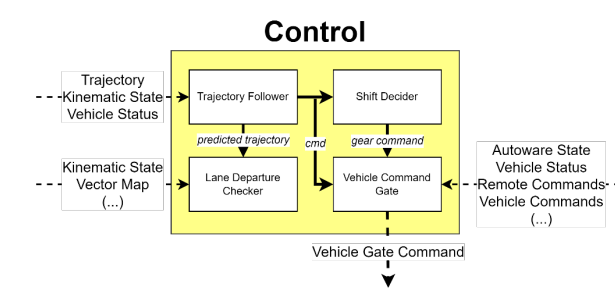 Control
Trajectory
Kinematic State
Vehicle Status
Trajectory Follower
Shift Decider
predicted trajectory
cmd
gear command
Kinematic State
Vector Map
(...)
Lane Departure
Checker
Vehicle Command
Gate
Autoware State
Vehicle Status
Remote Commands
Vehicle Commands
(...)
Vehicle Gate Command